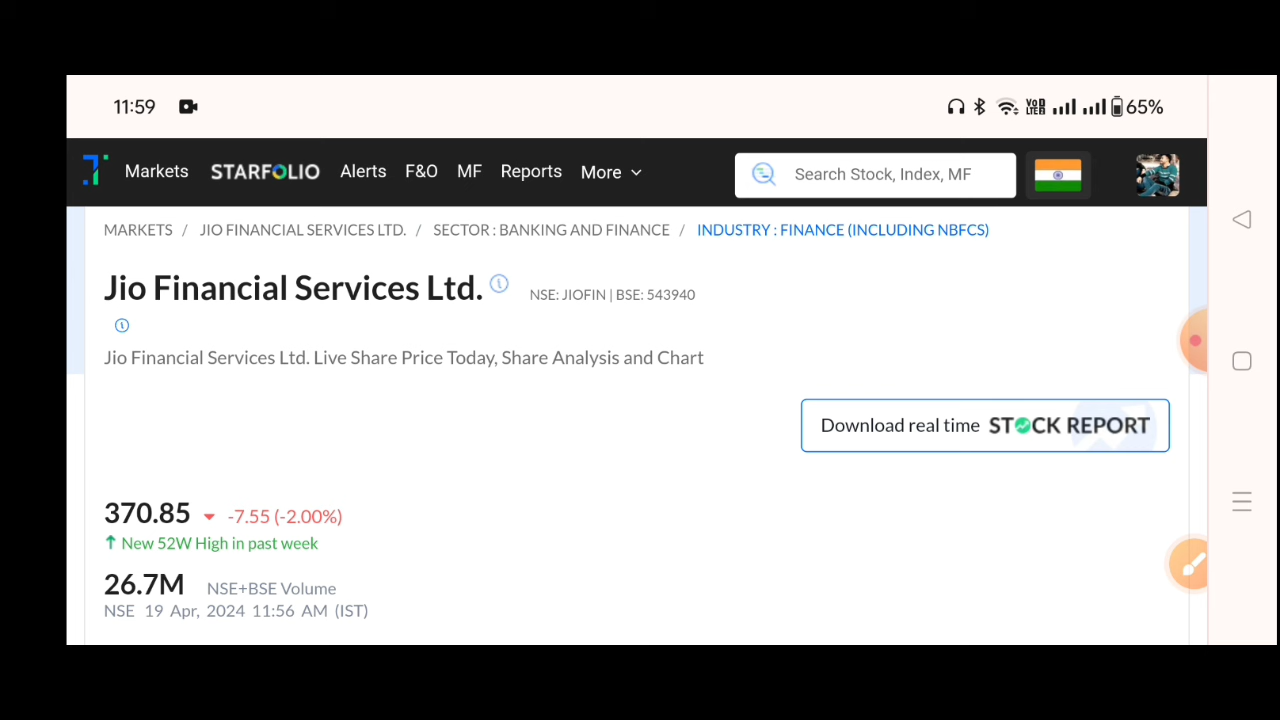 11:59 VoD LTE2 65%
Markets STARFOLIO Alerts F&O MF Reports More Search Stock, Index, MF
MARKETS / JIO FINANCIAL SERVICES LTD. / SECTOR : BANKING AND FINANCE / INDUSTRY : FINANCE (INCLUDING NBFCS)
Jio Financial Services Ltd. NSE: JIOFIN | BSE: 543940
Jio Financial Services Ltd. Live Share Price Today, Share Analysis and Chart
Download real time STOCK REPORT
370.85 -7.55 (-2.00%)
New 52W High in past week
26.7M NSE+BSE Volume
NSE 19 Apr, 2024 11:56 AM (IST)